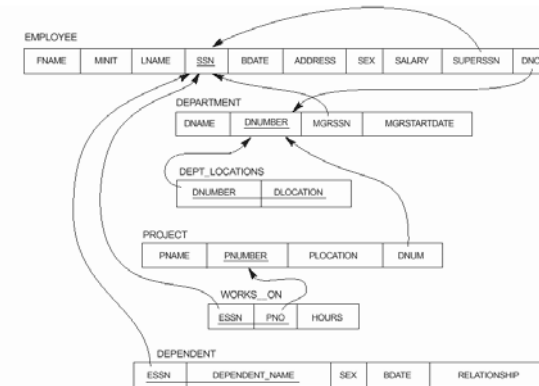 EMPLOYEE
FNAME MINIT LNAME SSN BDATE ADDRESS SEX SALARY SUPERSSN DNO
DEPARTMENT
DNAME DNUMBER MGRSSN MGRSTARTDATE
DEPT_LOCATIONS
DNUMBER DLOCATION
PROJECT
PNAME PNUMBER PLOCATION DNUM
WORKS_ON
ESSN PNO HOURS
DEPENDENT
ESSN DEPENDENT_NAME SEX BDATE RELATIONSHIP